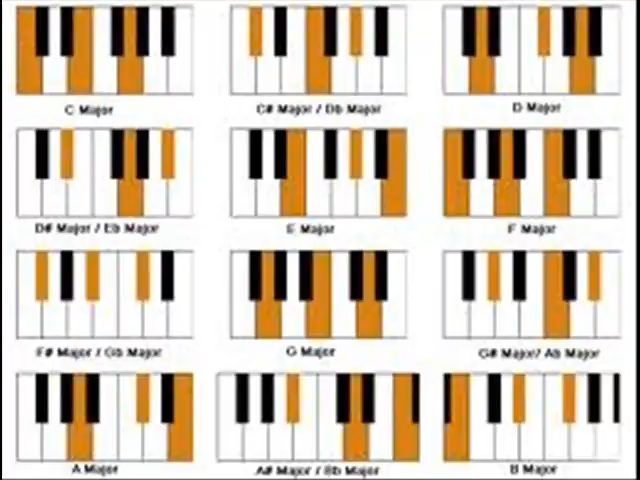 C Major
C# Major / Db Major
D Major
D# Major / Eb Major
E Major
F Major
F# Major / Gb Major
G Major
G# Major/ Ab Major
A Major
A# Major / Bb Major
B Major